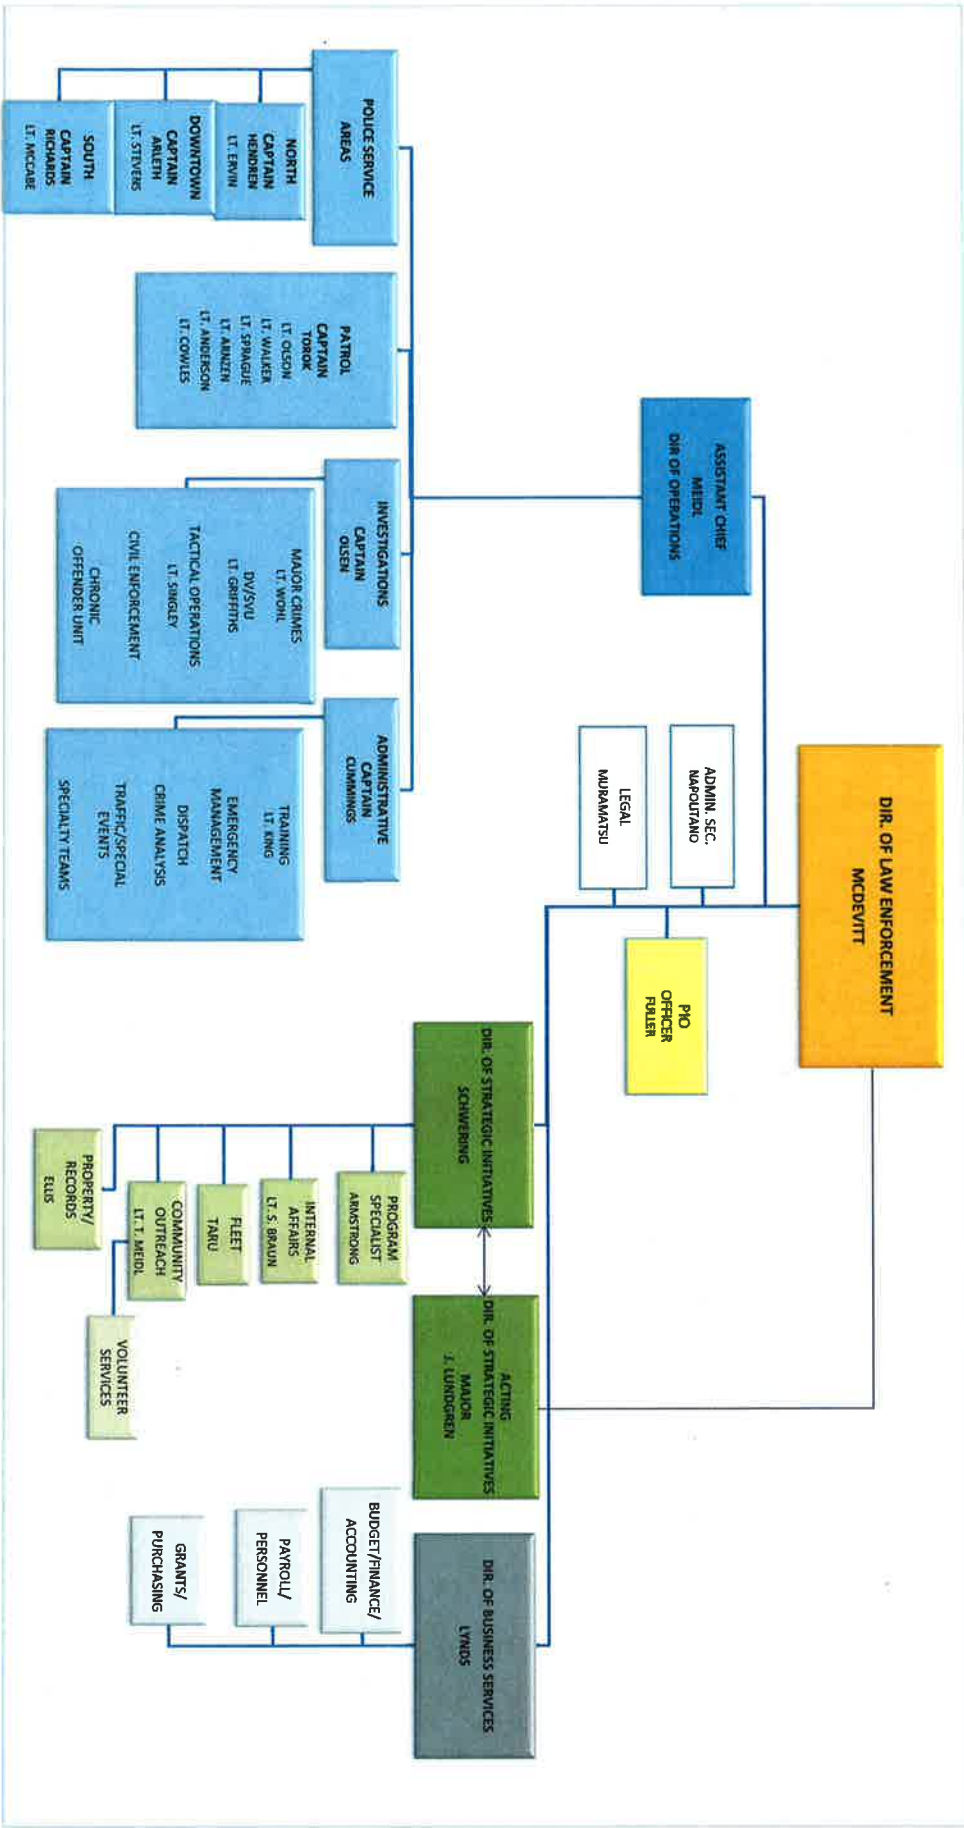 DIR. OF LAW ENFORCEMENT
MCDEVITT
ASSISTANT CHIEF
MEIDL
DIR OF OPERATIONS
ADMIN. SEC.
NAPOLITANO
LEGAL
MURAMATSU
PIO
OFFICER
FULLER
POLICE SERVICE
AREAS
NORTH
CAPTAIN
HENDREN
LT. ERVIN
DOWNTOWN
CAPTAIN
ARLETH
LT. STEVENS
SOUTH
CAPTAIN
RICHARDS
LT. MCCABE
PATROL
CAPTAIN
TOROK
LT. OLSON
LT. WALKER
LT. SPRAGUE
LT. ARNZEN
LT. ANDERSON
LT. COWLES
INVESTIGATIONS
CAPTAIN
OLSEN
MAJOR CRIMES
LT. WOHL
DV/SVU
LT. GRIFFITHS
TACTICAL OPERATIONS
LT. SINGLEY
CIVIL ENFORCEMENT
CHRONIC
OFFENDER UNIT
ADMINISTRATIVE
CAPTAIN
CUMMINGS
TRAINING
LT. KING
EMERGENCY
MANAGEMENT
DISPATCH
CRIME ANALYSIS
TRAFFIC/SPECIAL
EVENTS
SPECIALTY TEAMS
DIR. OF STRATEGIC INITIATIVES
SCHWERING
PROGRAM
SPECIALIST
ARMSTRONG
INTERNAL
AFFAIRS
LT. S. BRAUN
FLEET
TARU
COMMUNITY
OUTREACH
LT. T. MEIDL
PROPERTY/
RECORDS
ELLIS
VOLUNTEER
SERVICES
ACTING
DIR. OF STRATEGIC INITIATIVES
MAJOR
J. LUNDGREN
DIR. OF BUSINESS SERVICES
LYNDS
BUDGET/FINANCE/
ACCOUNTING
PAYROLL/
PERSONNEL
GRANTS/
PURCHASING